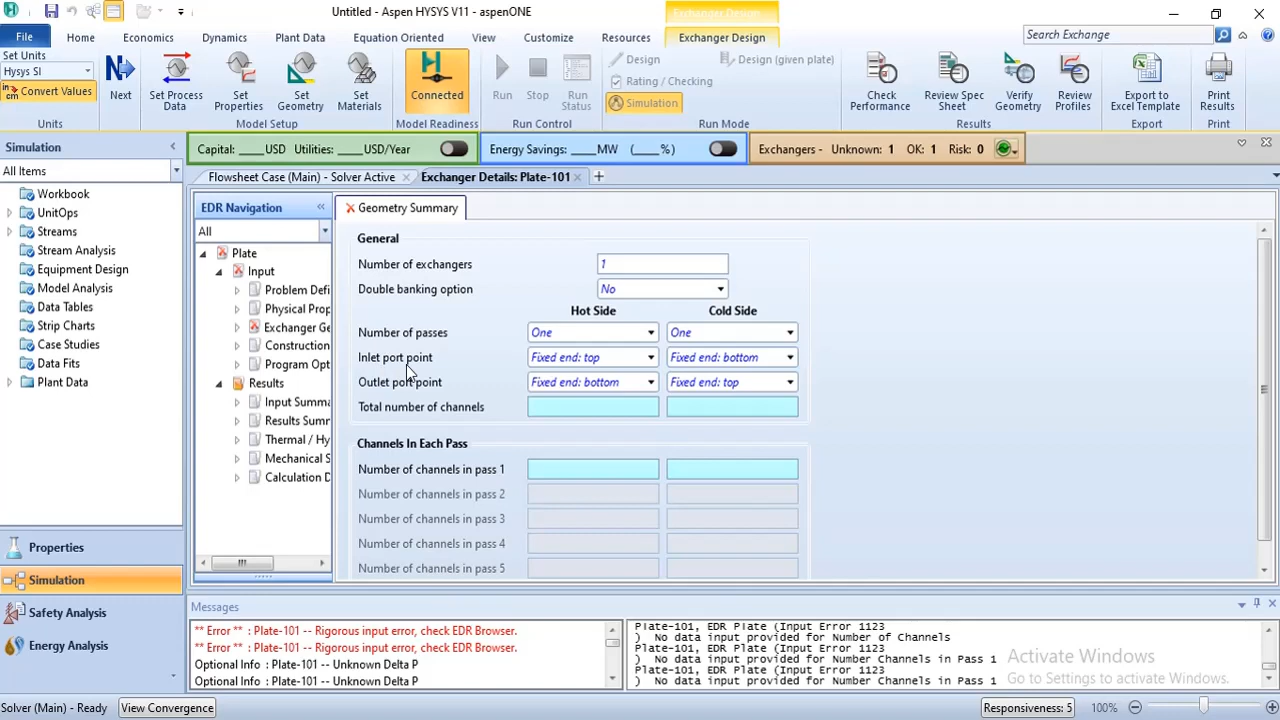 Untitled - Aspen HYSYS V11 - aspenONE
Exchanger Design
File
Home
Economics
Dynamics
Plant Data
Equation Oriented
View
Customize
Resources
Exchanger Design
Search Exchange
Set Units
Hysys SI
Convert Values
Units
Next
Set Process Data
Set Properties
Set Geometry
Set Materials
Model Setup
Connected
Model Readiness
Run
Stop
Run Status
Run Control
Design
Design (given plate)
Rating / Checking
Simulation
Run Mode
Check Performance
Review Spec Sheet
Verify Geometry
Review Profiles
Results
Export to Excel Template
Export
Print Results
Print
Capital: ____USD Utilities: ____USD/Year
Energy Savings: ____MW (____%)
Exchangers - Unknown: 1 OK: 1 Risk: 0
Simulation
All Items
Workbook
UnitOps
Streams
Stream Analysis
Equipment Design
Model Analysis
Data Tables
Strip Charts
Case Studies
Data Fits
Plant Data
Properties
Simulation
Safety Analysis
Energy Analysis
Flowsheet Case (Main) - Solver Active
Exchanger Details: Plate-101
EDR Navigation
All
Plate
Input
Problem Defi
Physical Prop
Exchanger Ge
Construction
Program Opt
Results
Input Summa
Results Summ
Thermal / Hy
Mechanical S
Calculation D
Geometry Summary
General
Number of exchangers 1
Double banking option No
Hot Side Cold Side
Number of passes One One
Inlet port point Fixed end: top Fixed end: bottom
Outlet port point Fixed end: bottom Fixed end: top
Total number of channels
Channels In Each Pass
Number of channels in pass 1
Number of channels in pass 2
Number of channels in pass 3
Number of channels in pass 4
Number of channels in pass 5
Messages
** Error ** : Plate-101 -- Rigorous input error, check EDR Browser.
** Error ** : Plate-101 -- Rigorous input error, check EDR Browser.
Optional Info : Plate-101 -- Unknown Delta P
Optional Info : Plate-101 -- Unknown Delta P
Plate-101, EDR Plate (Input Error 1123
) No data input provided for Number of Channels
Plate-101, EDR Plate (Input Error 1123
) No data input provided for Number Channels in Pass 1
Plate-101, EDR Plate (Input Error 1123
) No data input provided for Number Channels in Pass 1
Activate Windows
Go to Settings to activate Windows.
Solver (Main) - Ready
View Convergence
Responsiveness: 5
100%